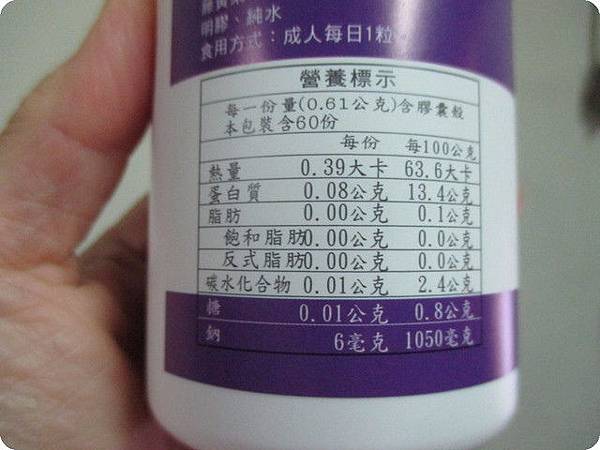 明膠、純水
食用方式：成人每日1粒。
營養標示
每一份量(0.61公克)含膠囊殼
本包裝含60份
每份 每100公克
熱量 0.39大卡 63.6大卡
蛋白質 0.08公克 13.4公克
脂肪 0.00公克 0.1公克
飽和脂肪0.00公克 0.0公克
反式脂肪0.00公克 0.0公克
碳水化合物 0.01公克 2.4公克
糖 0.01公克 0.8公克
鈉 6毫克 1050毫克